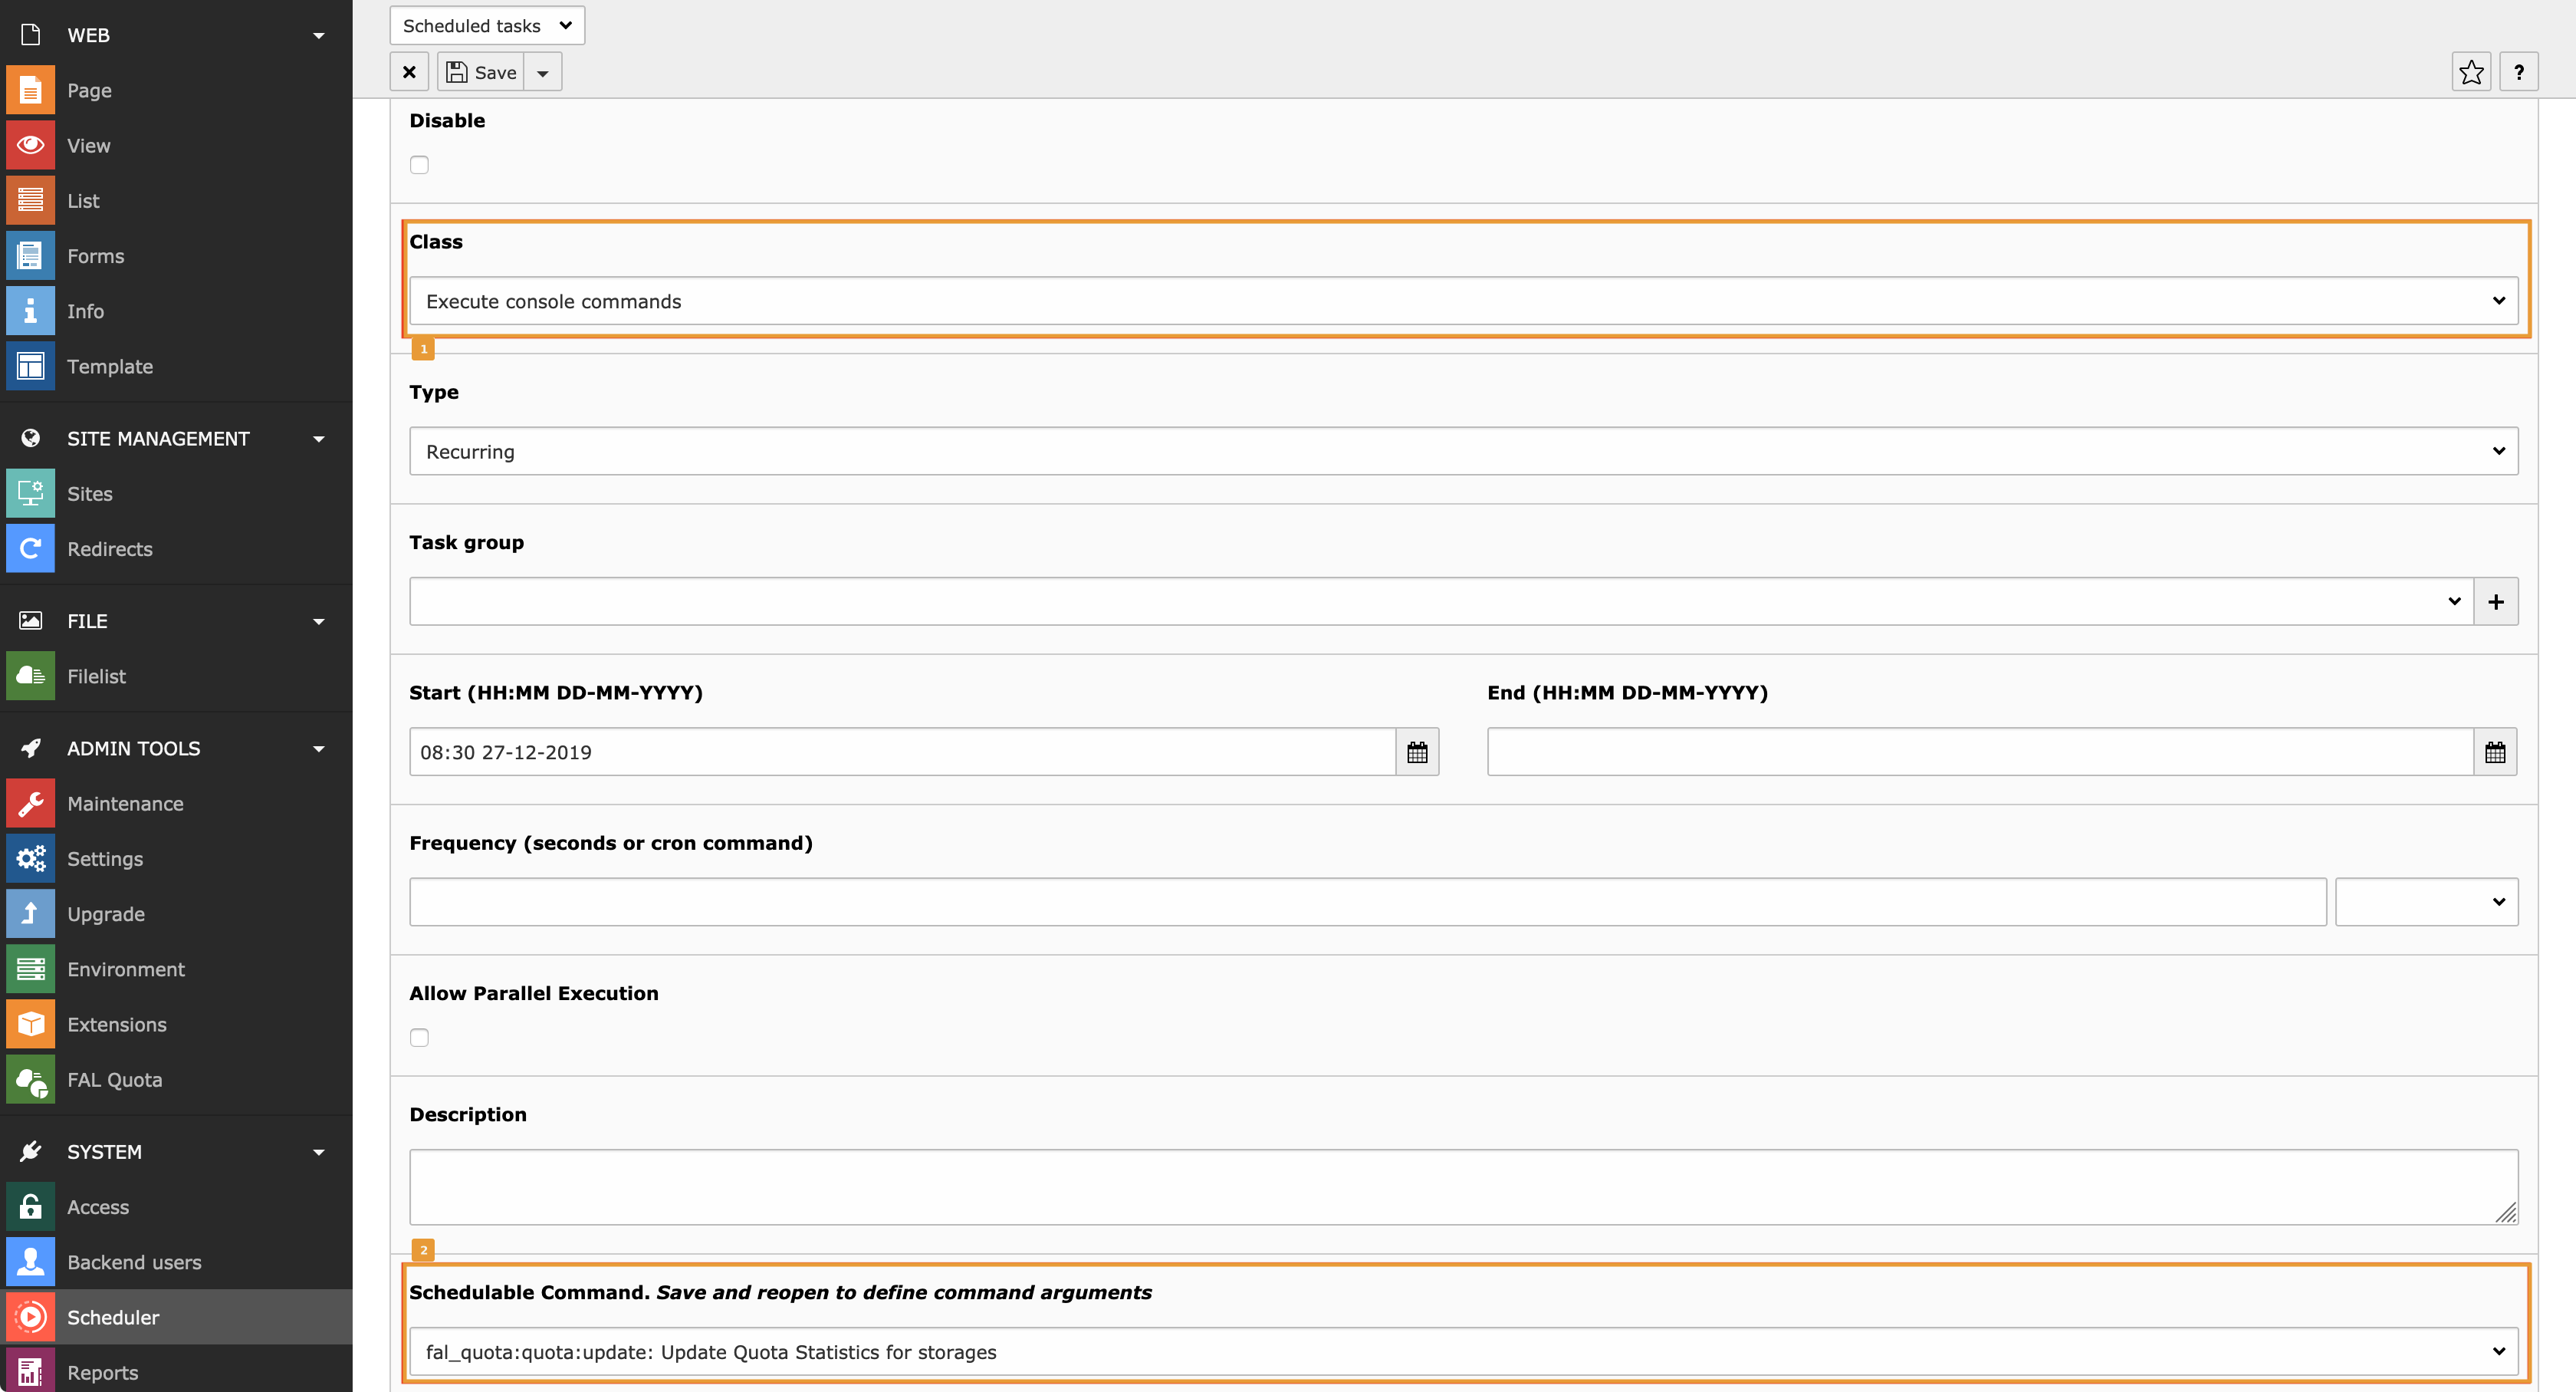 WEB
Page
View
List
Forms
Info
Template
SITE MANAGEMENT
Sites
Redirects
FILE
Filelist
ADMIN TOOLS
Maintenance
Settings
Upgrade
Environment
Extensions
FAL Quota
SYSTEM
Access
Backend users
Scheduler
Reports
Scheduled tasks
Save
?
Disable
Class
Execute console commands
1
Type
Recurring
Task group
Start (HH:MM DD-MM-YYYY)
End (HH:MM DD-MM-YYYY)
08:30 27-12-2019
Frequency (seconds or cron command)
Allow Parallel Execution
Description
2
Schedulable Command. Save and reopen to define command arguments
fal_quota:quota:update: Update Quota Statistics for storages